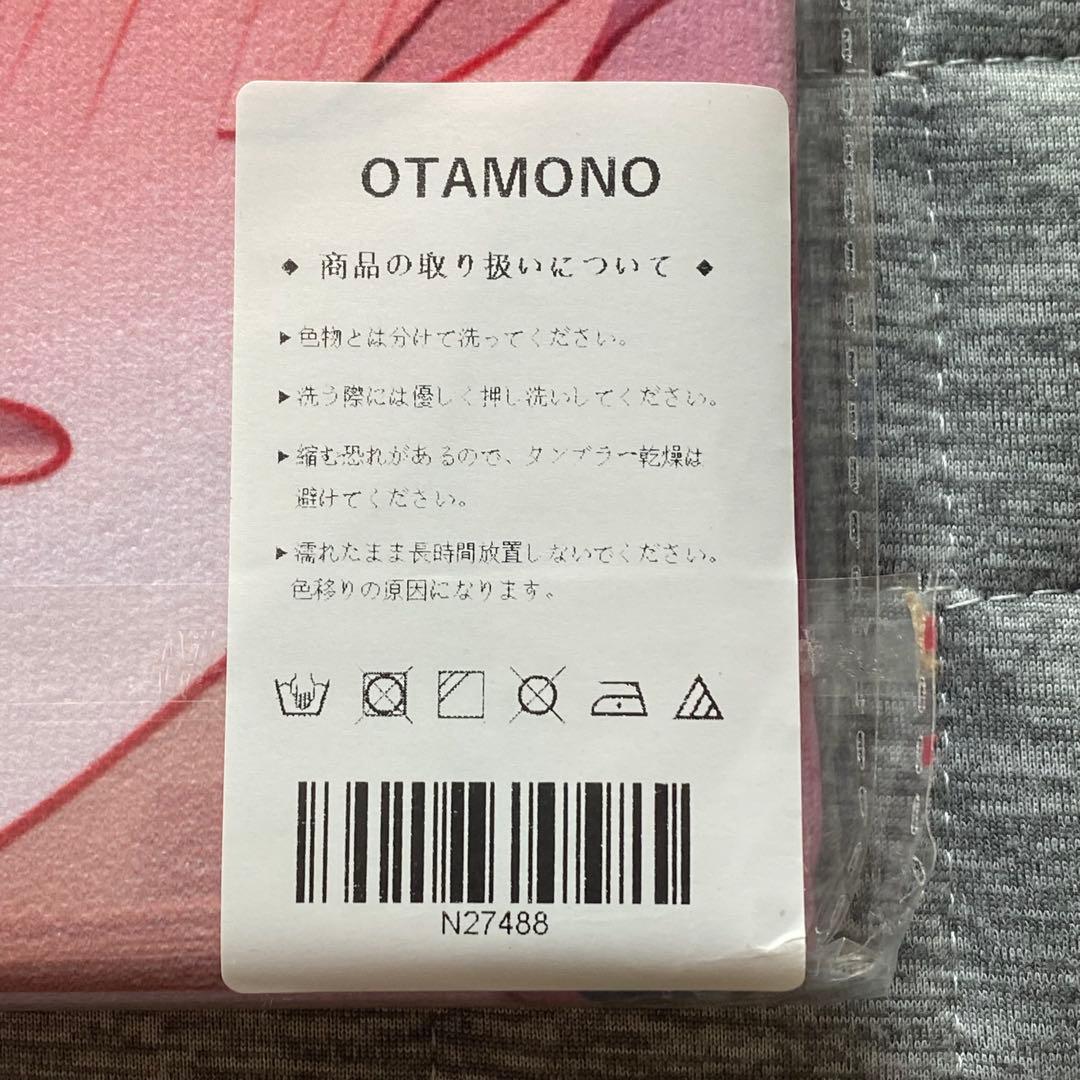 OTAMONO
◆ 商品の取り扱いについて ◆
▶色物とは分けて洗ってください。
▶洗う際には優しく押し洗いしてください。
▶縮む恐れがあるので、タンブラー乾燥は
避けてください。
▶濡れたまま長時間放置しないでください。
色移りの原因になります。
N27488